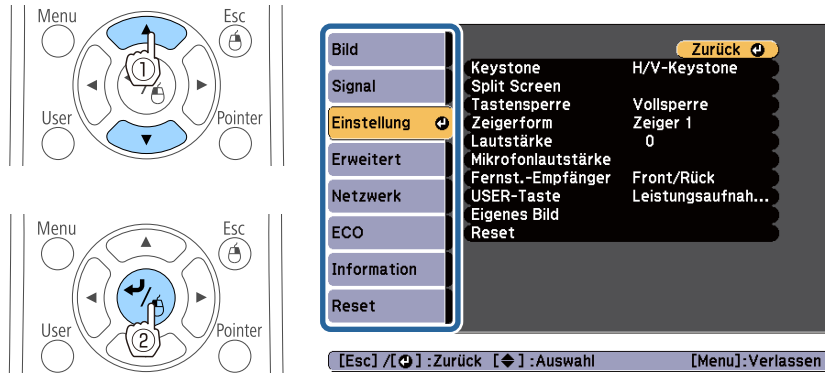 Menu
Esc
1
User
Pointer
Menu
Esc
2
User
Pointer
Bild
Signal
Einstellung
Erweitert
Netzwerk
ECO
Information
Reset
Zurück
Keystone H/V-Keystone
Split Screen
Tastensperre Vollsperre
Zeigerform Zeiger 1
Lautstärke 0
Mikrofonlautstärke
Fernst.-Empfänger Front/Rück
USER-Taste Leistungsaufnah...
Eigenes Bild
Reset
[Esc] /[ ] :Zurück [ ] :Auswahl [Menu]:Verlassen